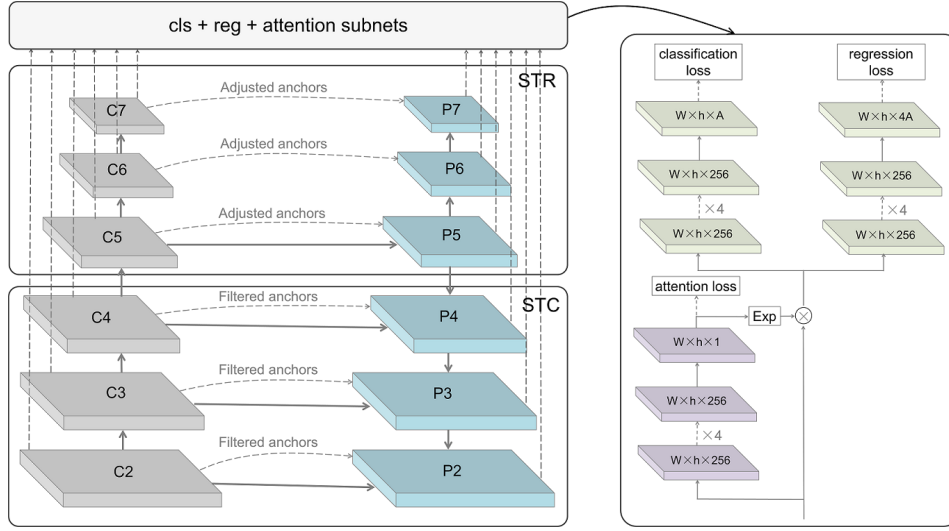 cls + reg + attention subnets
STR
C7
Adjusted anchors
P7
C6
Adjusted anchors
P6
C5
Adjusted anchors
P5
STC
C4
Filtered anchors
P4
C3
Filtered anchors
P3
C2
Filtered anchors
P2
classification
loss
regression
loss
W×h×A
W×h×4A
W×h×256
W×h×256
×4
×4
W×h×256
W×h×256
attention loss
Exp
W×h×1
W×h×256
×4
W×h×256